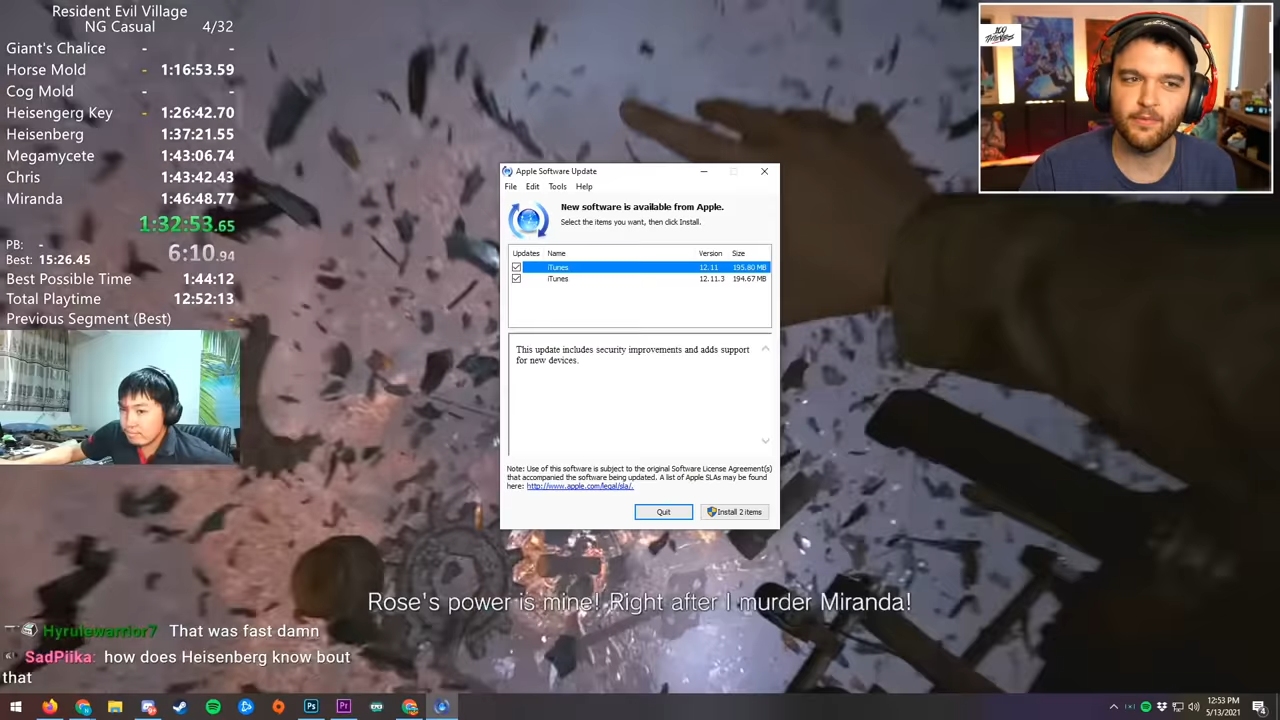 Resident Evil Village
NG Casual 4/32
Giant's Chalice - -
Horse Mold - 1:16:53.59
Cog Mold - -
Heisengerg Key - 1:26:42.70
Heisenberg 1:37:21.55
Megamycete 1:43:06.74
Chris 1:43:42.43
Miranda 1:46:48.77
1:32:53.65
PB: -
Best: 15:26.45
6:10.94
Best Possible Time 1:44:12
Total Playtime 12:52:13
Previous Segment (Best) -
100
Thieves
Apple Software Update
File Edit Tools Help
New software is available from Apple.
Select the items you want, then click Install.
Updates Name Version Size
iTunes 12.11 195.80 MB
iTunes 12.11.3 194.67 MB
This update includes security improvements and adds support
for new devices.
Note: Use of this software is subject to the original Software License Agreement(s)
that accompanied the software being updated. A list of Apple SLAs may be found
here: http://www.apple.com/legal/sla/.
Quit Install 2 items
Rose's power is mine! Right after I murder Miranda!
Hyrulewarrior7 That was fast damn
SadPiika: how does Heisenberg know bout
that
Ps Pr
12:53 PM
5/13/2021
4